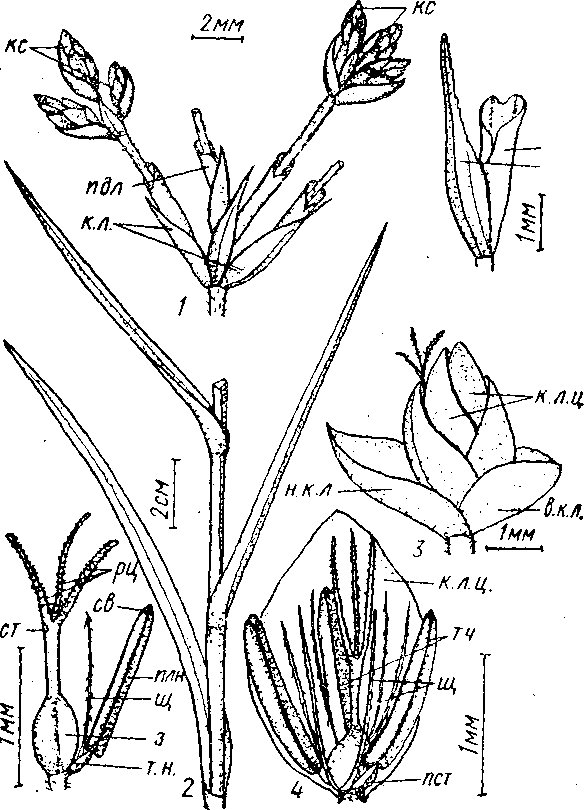 кс
2мм
кс
пдл
к.л.
1
1мм
к.л.ц.
н.к.л
в.к.л.
3
1мм
2см
рц
св
ст
плн
щ
1мм
з
т.н.
2
к.л.ц.
тч
щ
1мм
4
пст